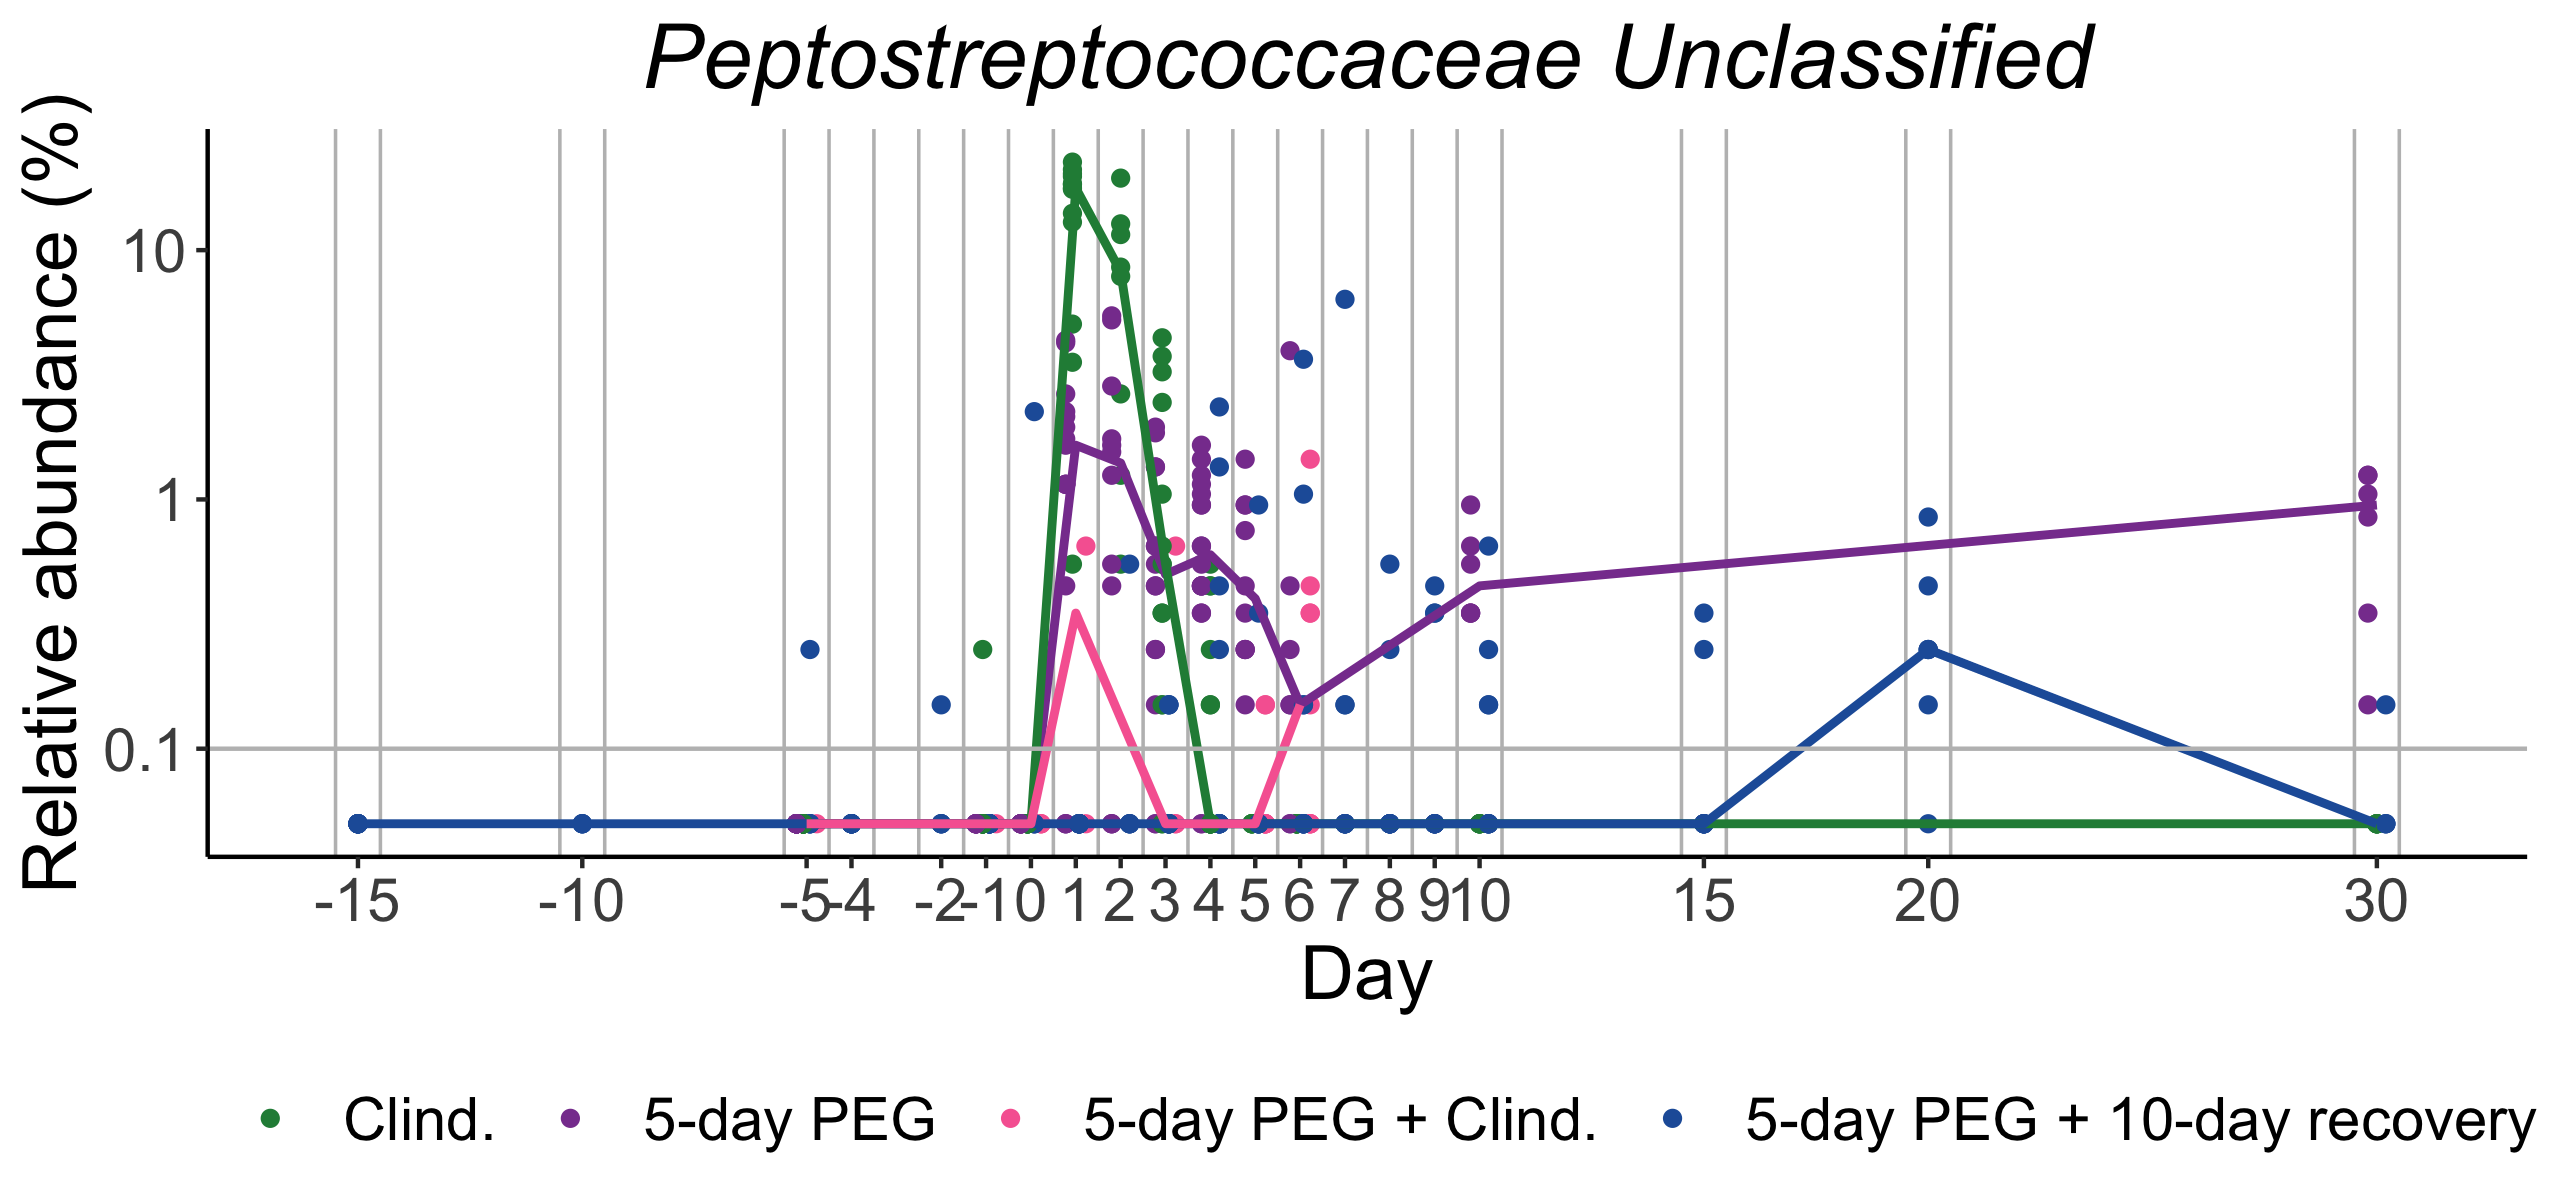 Peptostreptococcaceae Unclassified
Relative abundance (%)
10
1
0.1
-15 -10 -5 -4 -2 -1 0 1 2 3 4 5 6 7 8 9 10 15 20 30
Day
Clind. 5-day PEG 5-day PEG + Clind. 5-day PEG + 10-day recovery